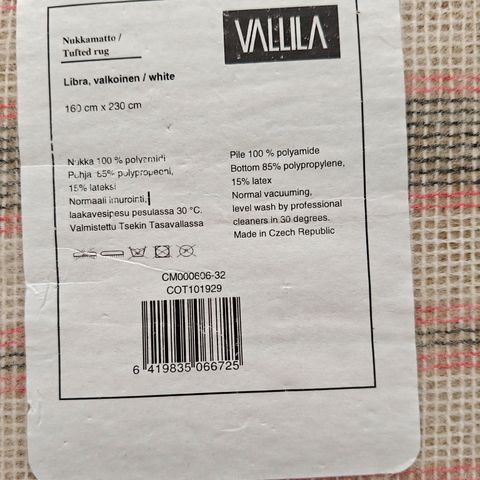 Nukkamatto /
Tufted rug
VALLILA
Libra, valkoinen / white
160 cm x 230 cm
Nukka 100 % polyamidi
Pohja 85% polypropeeni,
15% lateksi
Normaali imurointi,
laakavesipesu pesulassa 30 °C.
Valmistettu Tsekin Tasavallassa
Pile 100 % polyamide
Bottom 85% polypropylene,
15% latex
Normal vacuuming,
level wash by professional
cleaners in 30 degrees.
Made in Czech Republic
CM000606-32
COT101929
6 419835 066725